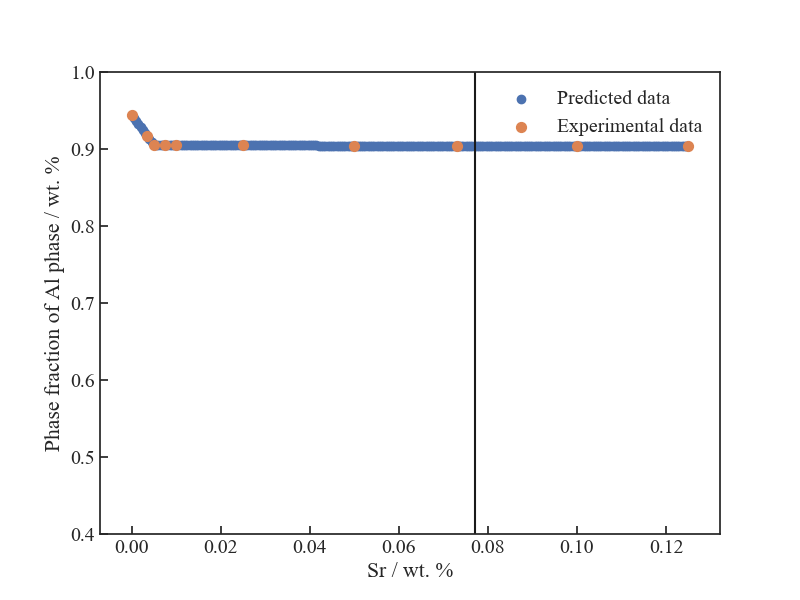 Predicted data
Experimental data
1.0
0.9
0.8
0.7
0.6
0.5
0.4
Phase fraction of Al phase / wt. %
0.00 0.02 0.04 0.06 0.08 0.10 0.12
Sr / wt. %